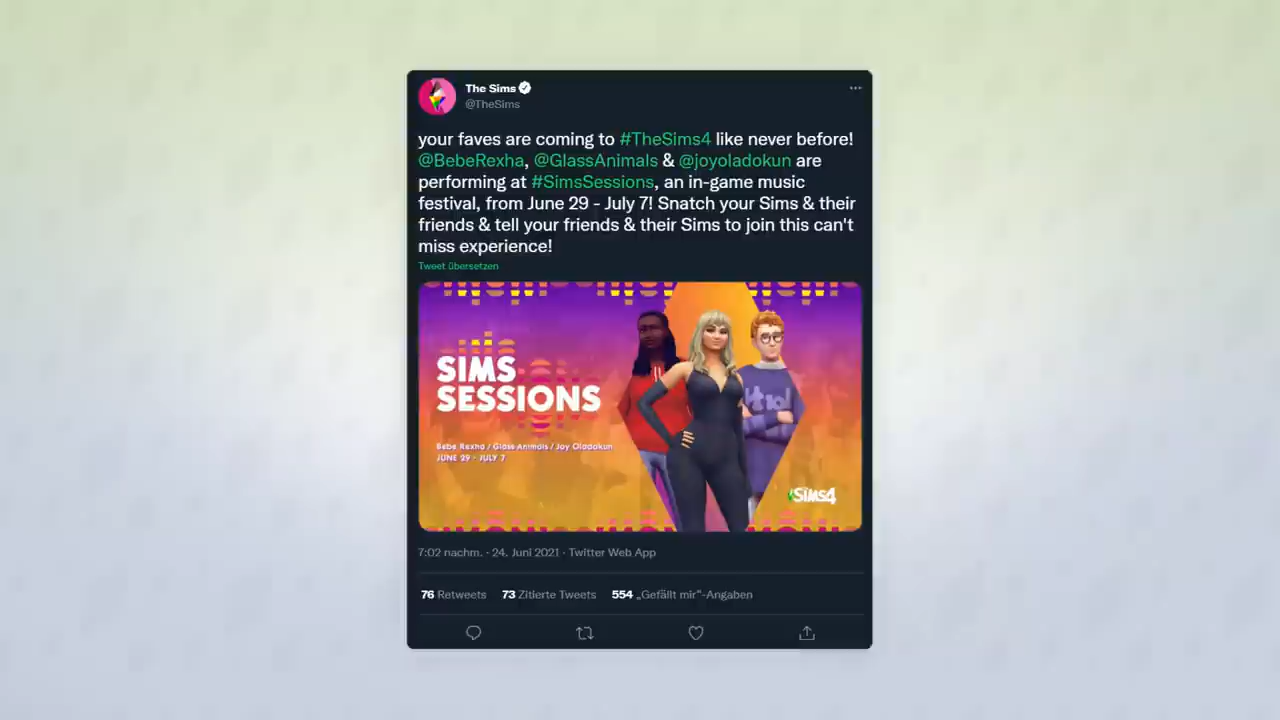 The Sims
@TheSims
your faves are coming to #TheSims4 like never before!
@BebeRexha, @GlassAnimals & @joyoladokun are
performing at #SimsSessions, an in-game music
festival, from June 29 - July 7! Snatch your Sims & their
friends & tell your friends & their Sims to join this can't
miss experience!
Tweet übersetzen
SIMS
SESSIONS
Bebe Rexha / Glass Animals / Joy Oladokun
JUNE 29 - JULY 7
SiMS4
7:02 nachm. · 24. Juni 2021 · Twitter Web App
76 Retweets 73 Zitierte Tweets 554 „Gefällt mir“-Angaben